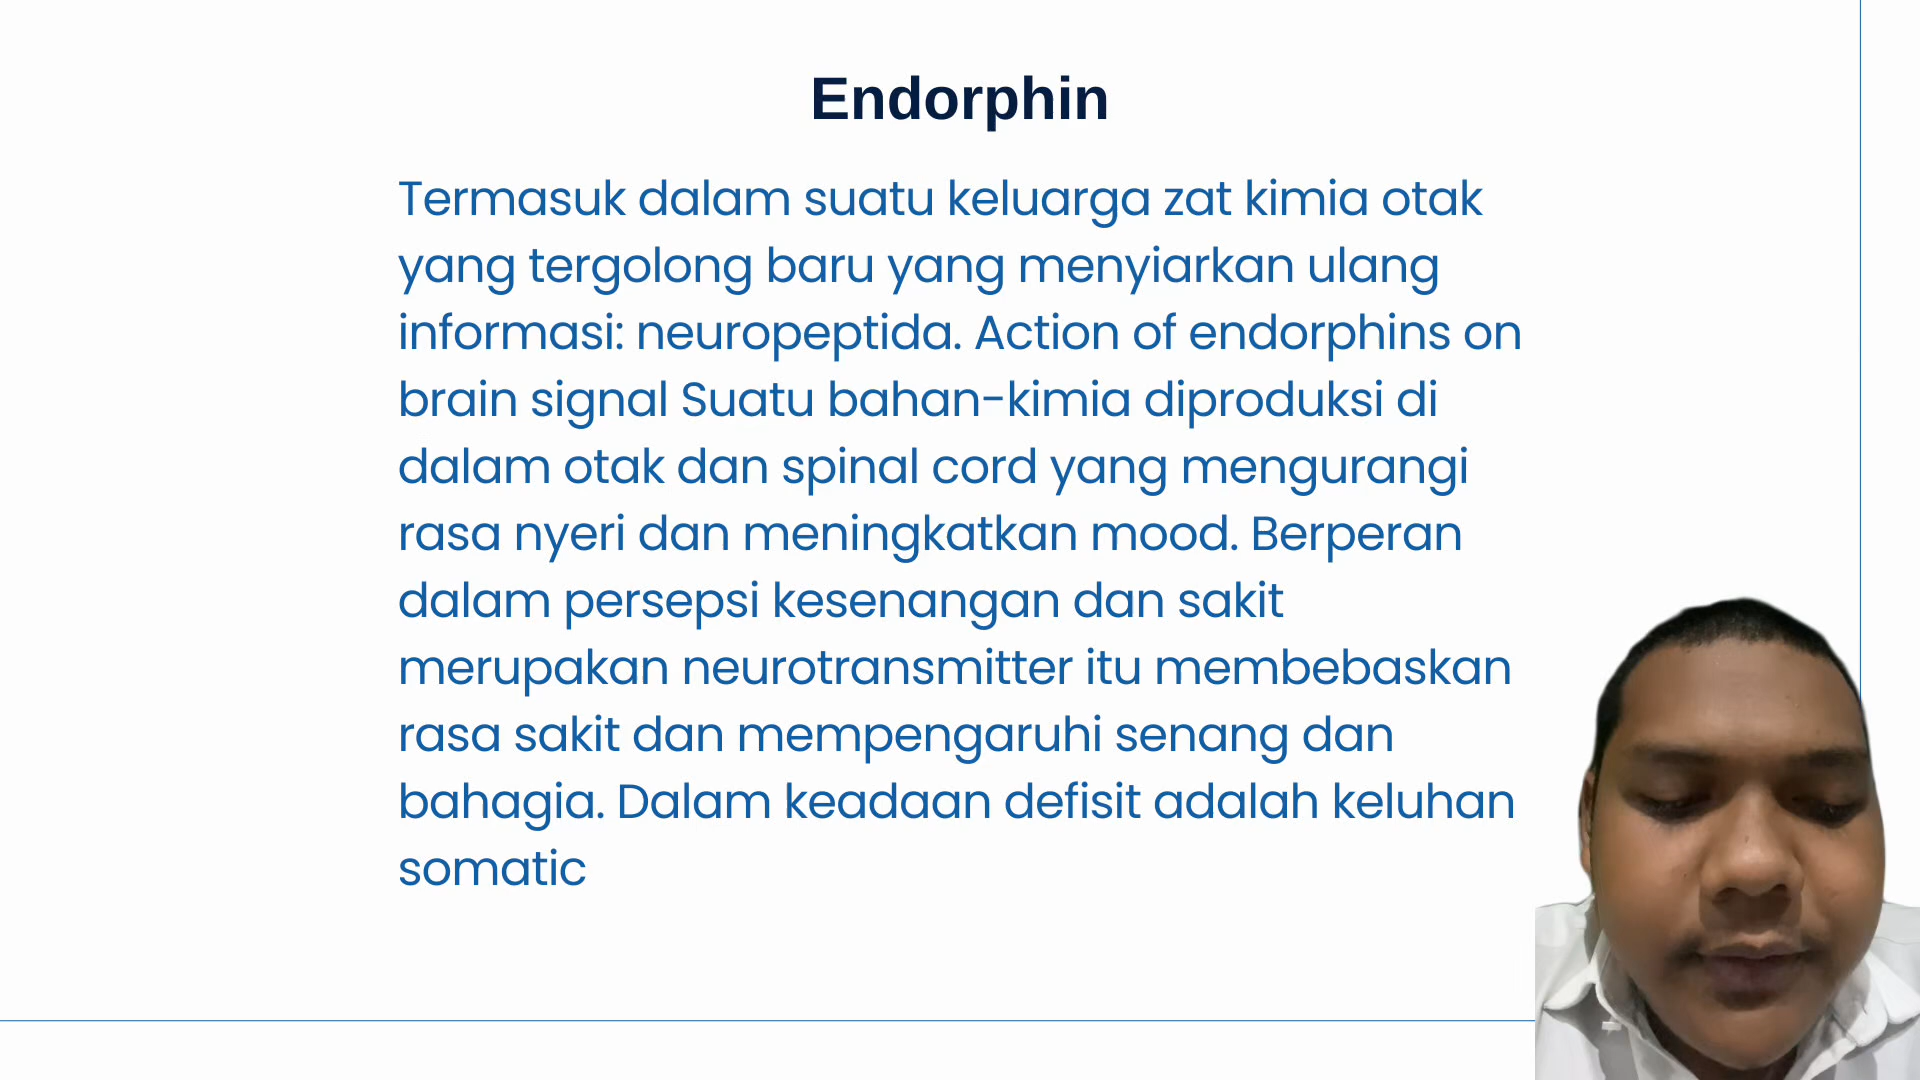 Endorphin
Termasuk dalam suatu keluarga zat kimia otak
yang tergolong baru yang menyiarkan ulang
informasi: neuropeptida. Action of endorphins on
brain signal Suatu bahan-kimia diproduksi di
dalam otak dan spinal cord yang mengurangi
rasa nyeri dan meningkatkan mood. Berperan
dalam persepsi kesenangan dan sakit
merupakan neurotransmitter itu membebaskan
rasa sakit dan mempengaruhi senang dan
bahagia. Dalam keadaan defisit adalah keluhan
somatic